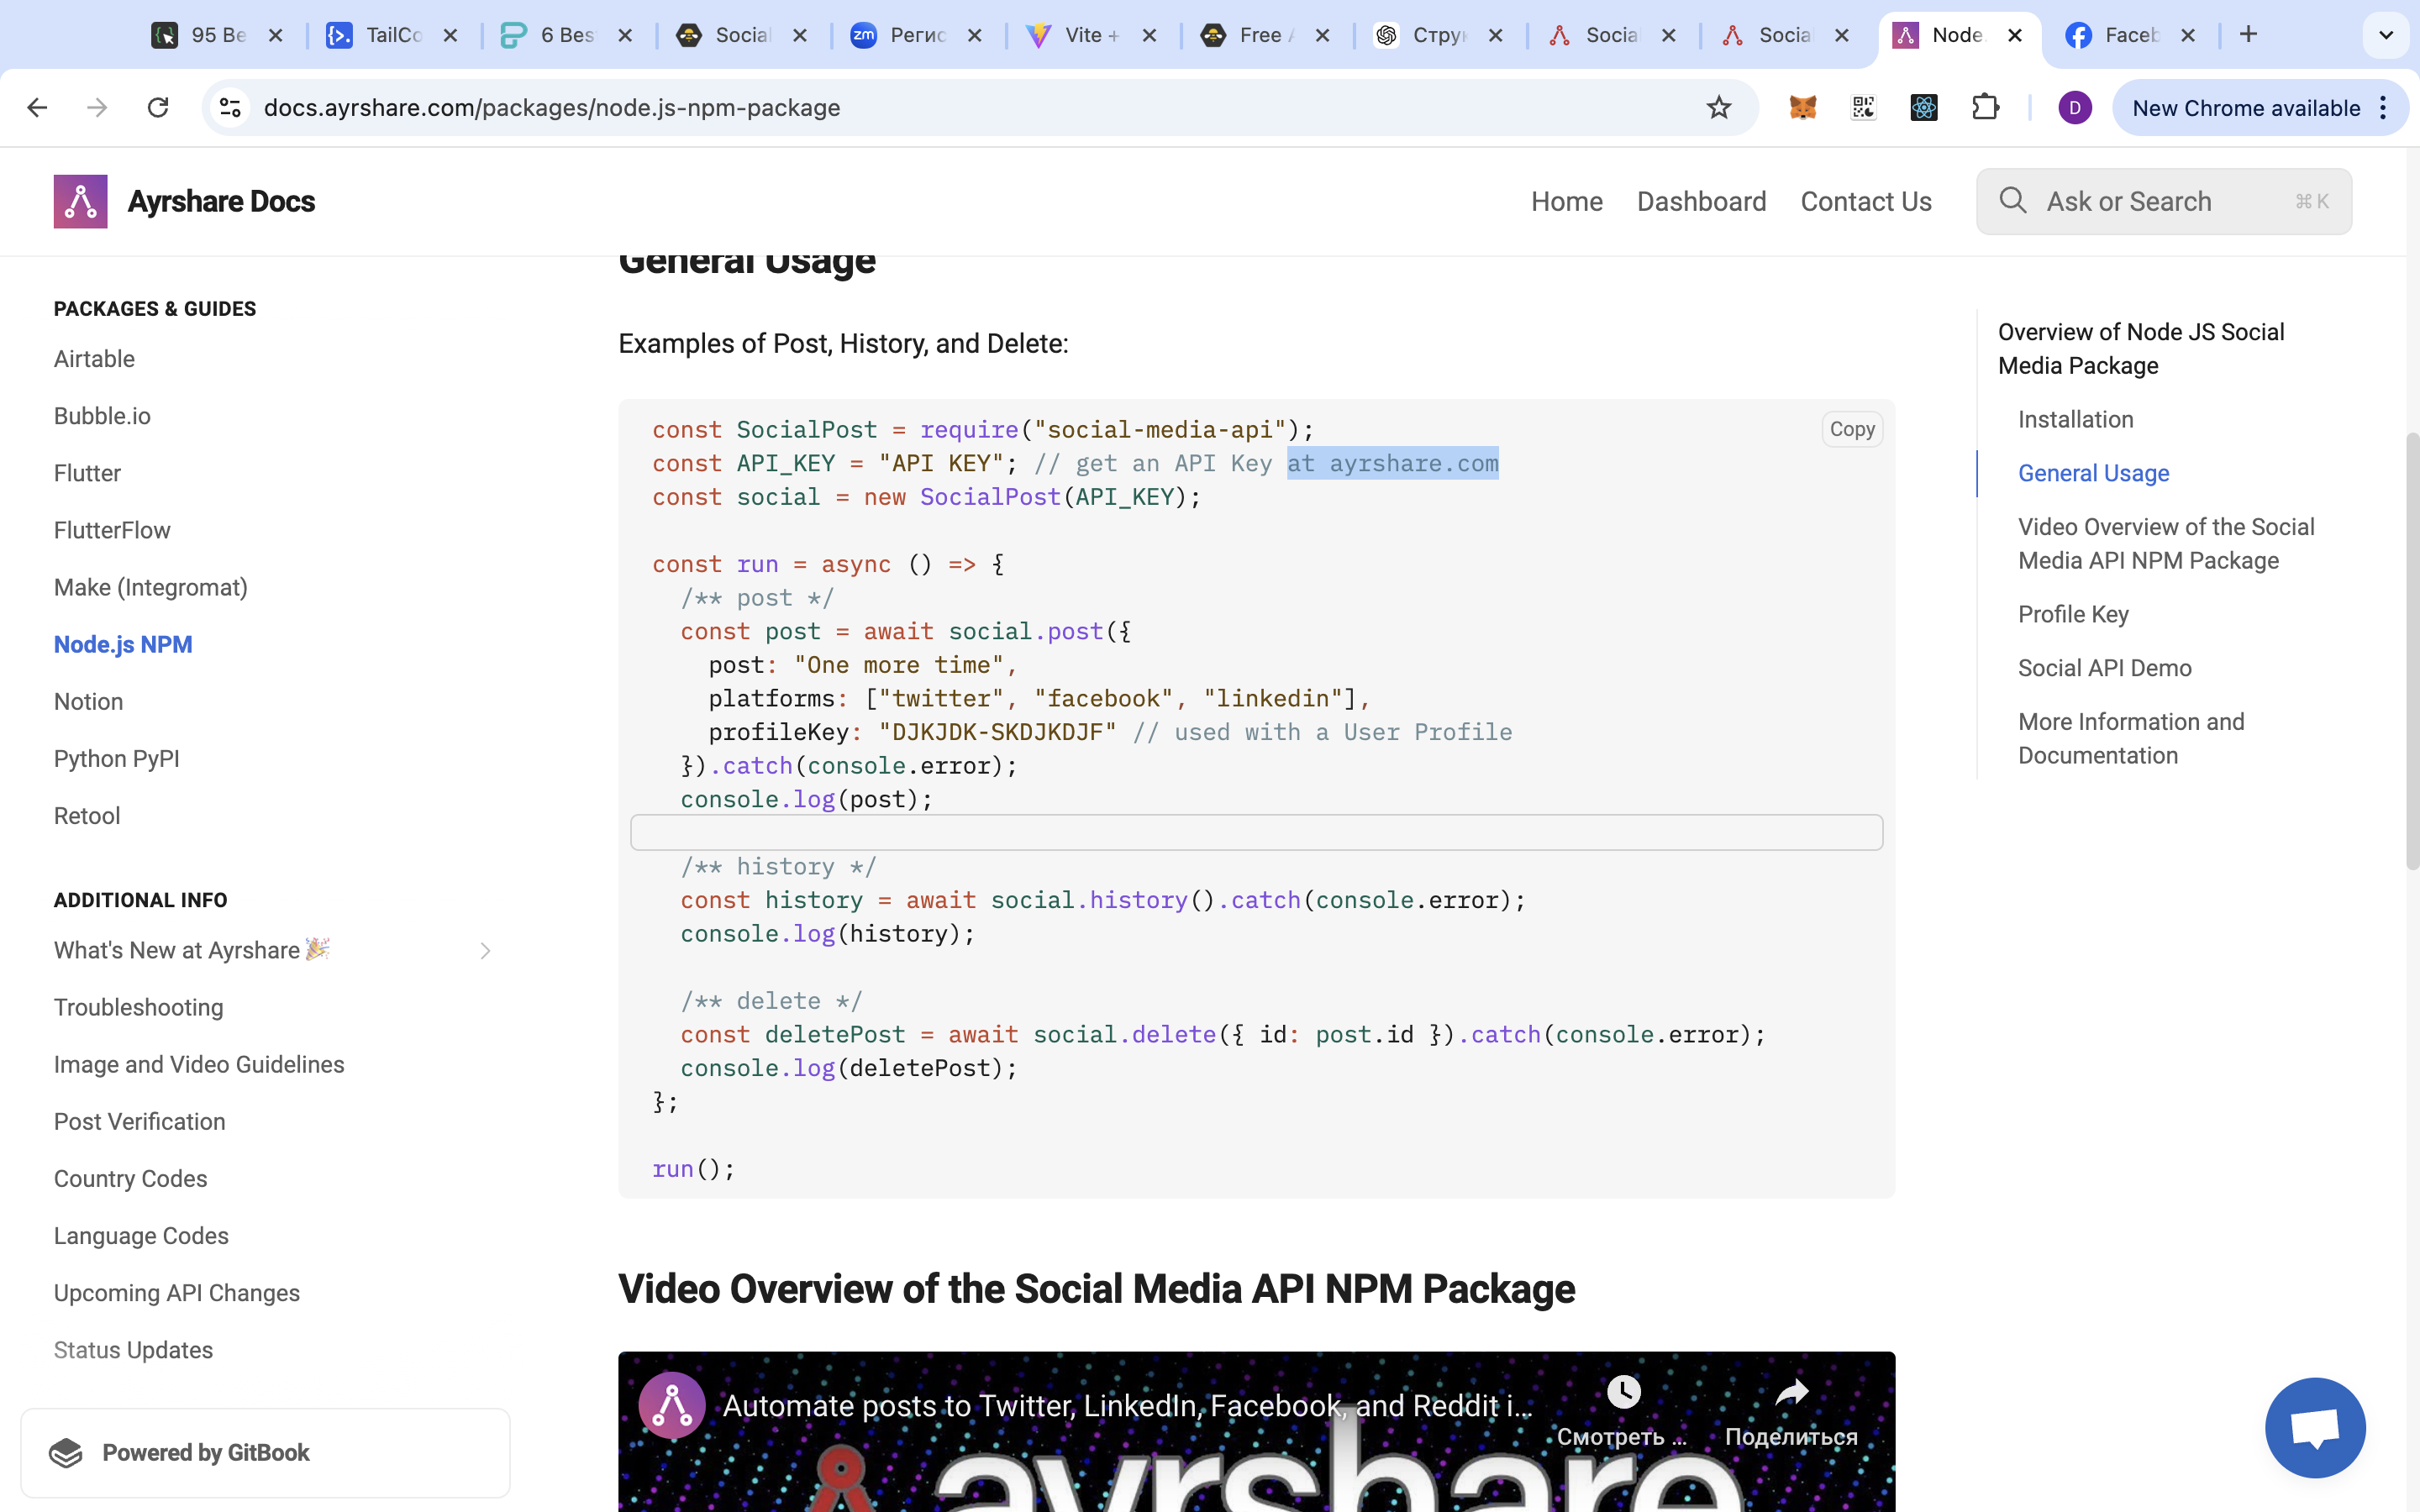 95 Be
TailCo
6 Bes
Social
Регис
Vite +
Free A
Струк
Social
Social
Node.
Faceb
docs.ayrshare.com/packages/node.js-npm-package
D
New Chrome available
Ayrshare Docs
Home
Dashboard
Contact Us
Ask or Search
⌘K
PACKAGES & GUIDES
Airtable
Bubble.io
Flutter
FlutterFlow
Make (Integromat)
Node.js NPM
Notion
Python PyPI
Retool
ADDITIONAL INFO
What's New at Ayrshare 🎉
Troubleshooting
Image and Video Guidelines
Post Verification
Country Codes
Language Codes
Upcoming API Changes
Status Updates
Powered by GitBook
General Usage
Examples of Post, History, and Delete:
Copy
const SocialPost = require("social-media-api");
const API_KEY = "API KEY"; // get an API Key at ayrshare.com
const social = new SocialPost(API_KEY);
const run = async () => {
/** post */
const post = await social.post({
post: "One more time",
platforms: ["twitter", "facebook", "linkedin"],
profileKey: "DJKJDK-SKDJKDJF" // used with a User Profile
}).catch(console.error);
console.log(post);
/** history */
const history = await social.history().catch(console.error);
console.log(history);
/** delete */
const deletePost = await social.delete({ id: post.id }).catch(console.error);
console.log(deletePost);
};
run();
Video Overview of the Social Media API NPM Package
Automate posts to Twitter, LinkedIn, Facebook, and Reddit i...
Смотреть ...
Поделиться
ayrshare
Overview of Node JS Social
Media Package
Installation
General Usage
Video Overview of the Social
Media API NPM Package
Profile Key
Social API Demo
More Information and
Documentation